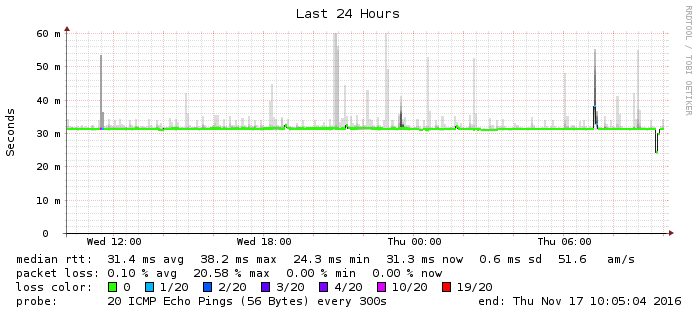 Last 24 Hours
RRDTOOL / TOBI OETIKER
Seconds
60 m
50 m
40 m
30 m
20 m
10 m
0
Wed 12:00 Wed 18:00 Thu 00:00 Thu 06:00
median rtt: 31.4 ms avg 38.2 ms max 24.3 ms min 31.3 ms now 0.6 ms sd 51.6 am/s
packet loss: 0.10 % avg 20.58 % max 0.00 % min 0.00 % now
loss color: 0 1/20 2/20 3/20 4/20 10/20 19/20
probe: 20 ICMP Echo Pings (56 Bytes) every 300s end: Thu Nov 17 10:05:04 2016